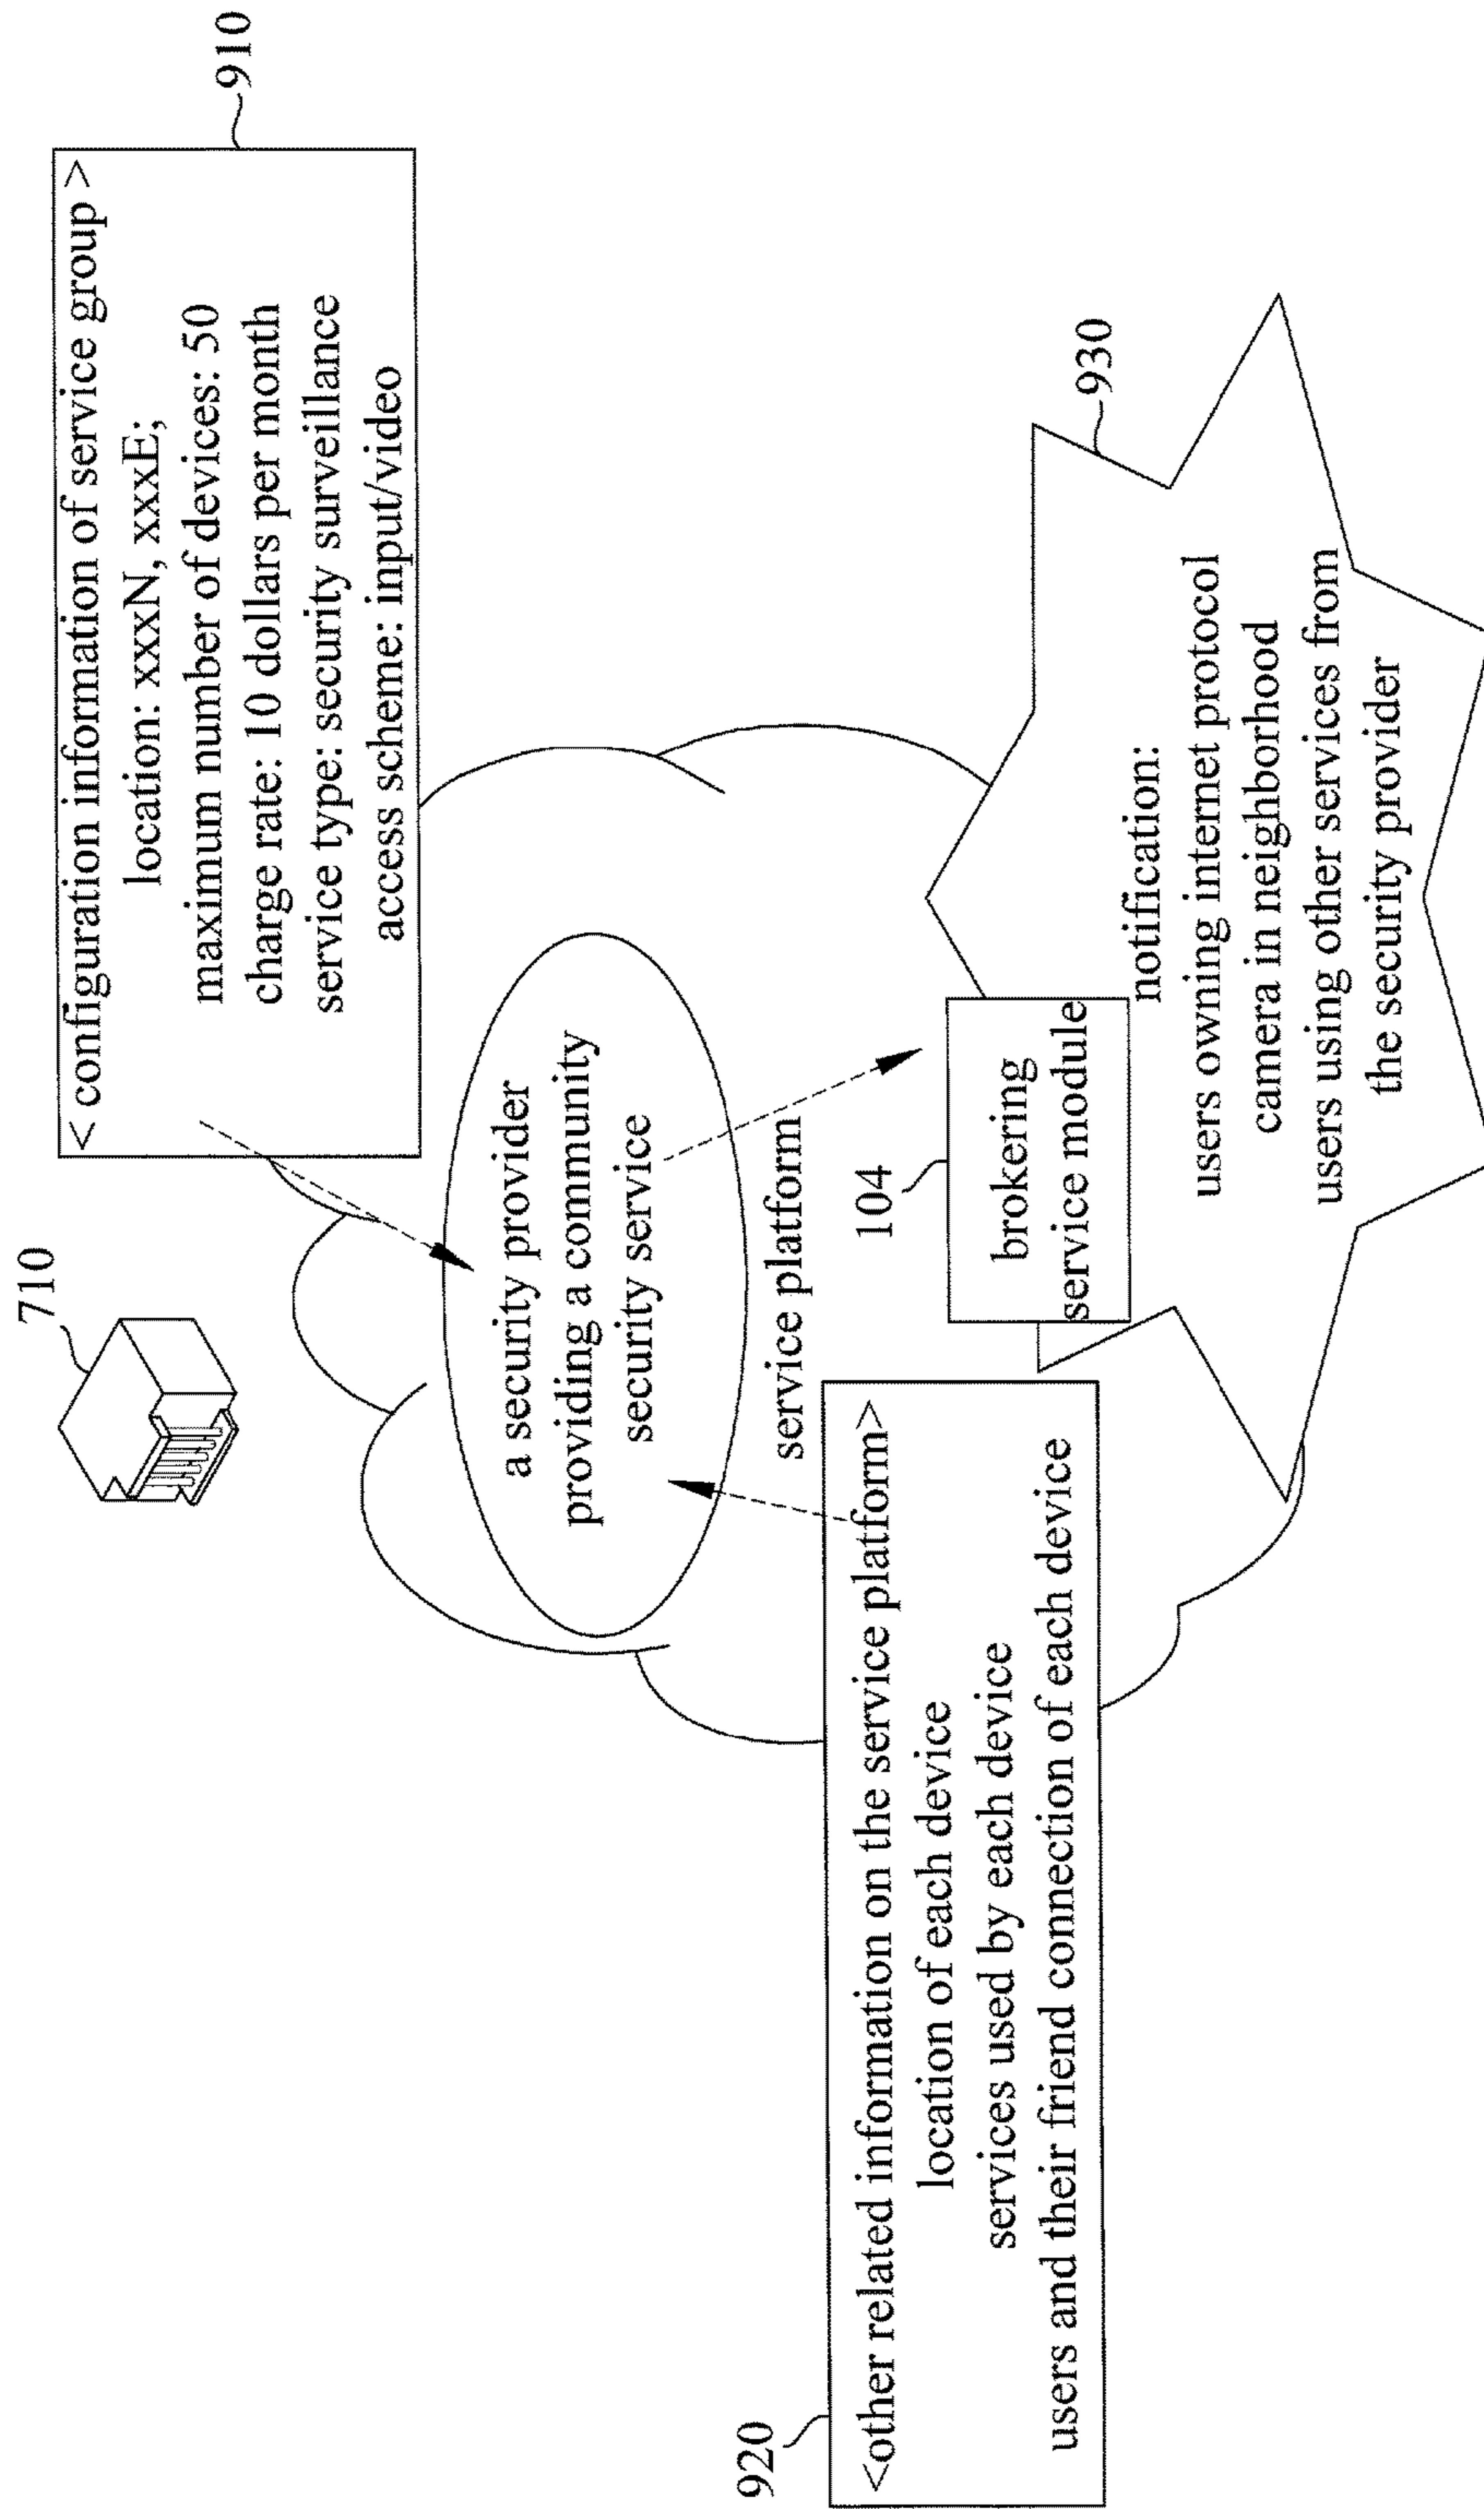 710
< configuration information of service group >
location: xxxN, xxxE;
maximum number of devices: 50
charge rate: 10 dollars per month
service type: security surveillance
access scheme: input/video
910
a security provider
providing a community
security service
service platform
920
<other related information on the service platform>
location of each device
services used by each device
users and their friend connection of each device
104
brokering
service module
930
notification:
users owning internet protocol
camera in neighborhood
users using other services from
the security provider